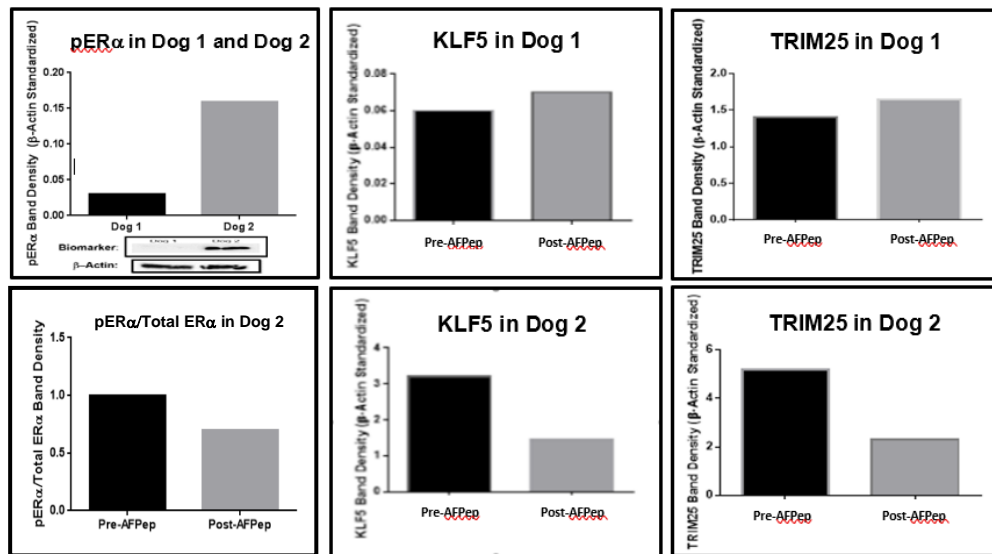 pERα in Dog 1 and Dog 2
pERα Band Density (β-Actin Standardized)
0.20
0.15
0.10
0.05
0.00
Dog 1
Dog 2
Dog 1
Dog 2
Biomarker:
β-Actin:
KLF5 in Dog 1
KLF5 Band Density (β-Actin Standardized)
0.08
0.06
0.04
0.02
0.00
Pre-AFPep
Post-AFPep
TRIM25 in Dog 1
TRIM25 Band Density (β-Actin Standardized)
2.0
1.5
1.0
0.5
0.0
Pre-AFPep
Post-AFPep
pERα/Total ERα in Dog 2
pERα/Total ERα Band Density
1.5
1.0
0.5
0.0
Pre-AFPep
Post-AFPep
KLF5 in Dog 2
KLF5 Band Density (β-Actin Standardized)
4
3
2
1
0
Pre-AFPep
Post-AFPep
TRIM25 in Dog 2
TRIM25 Band Density (β-Actin Standardized)
6
4
2
0
Pre-AFPep
Post-AFPep